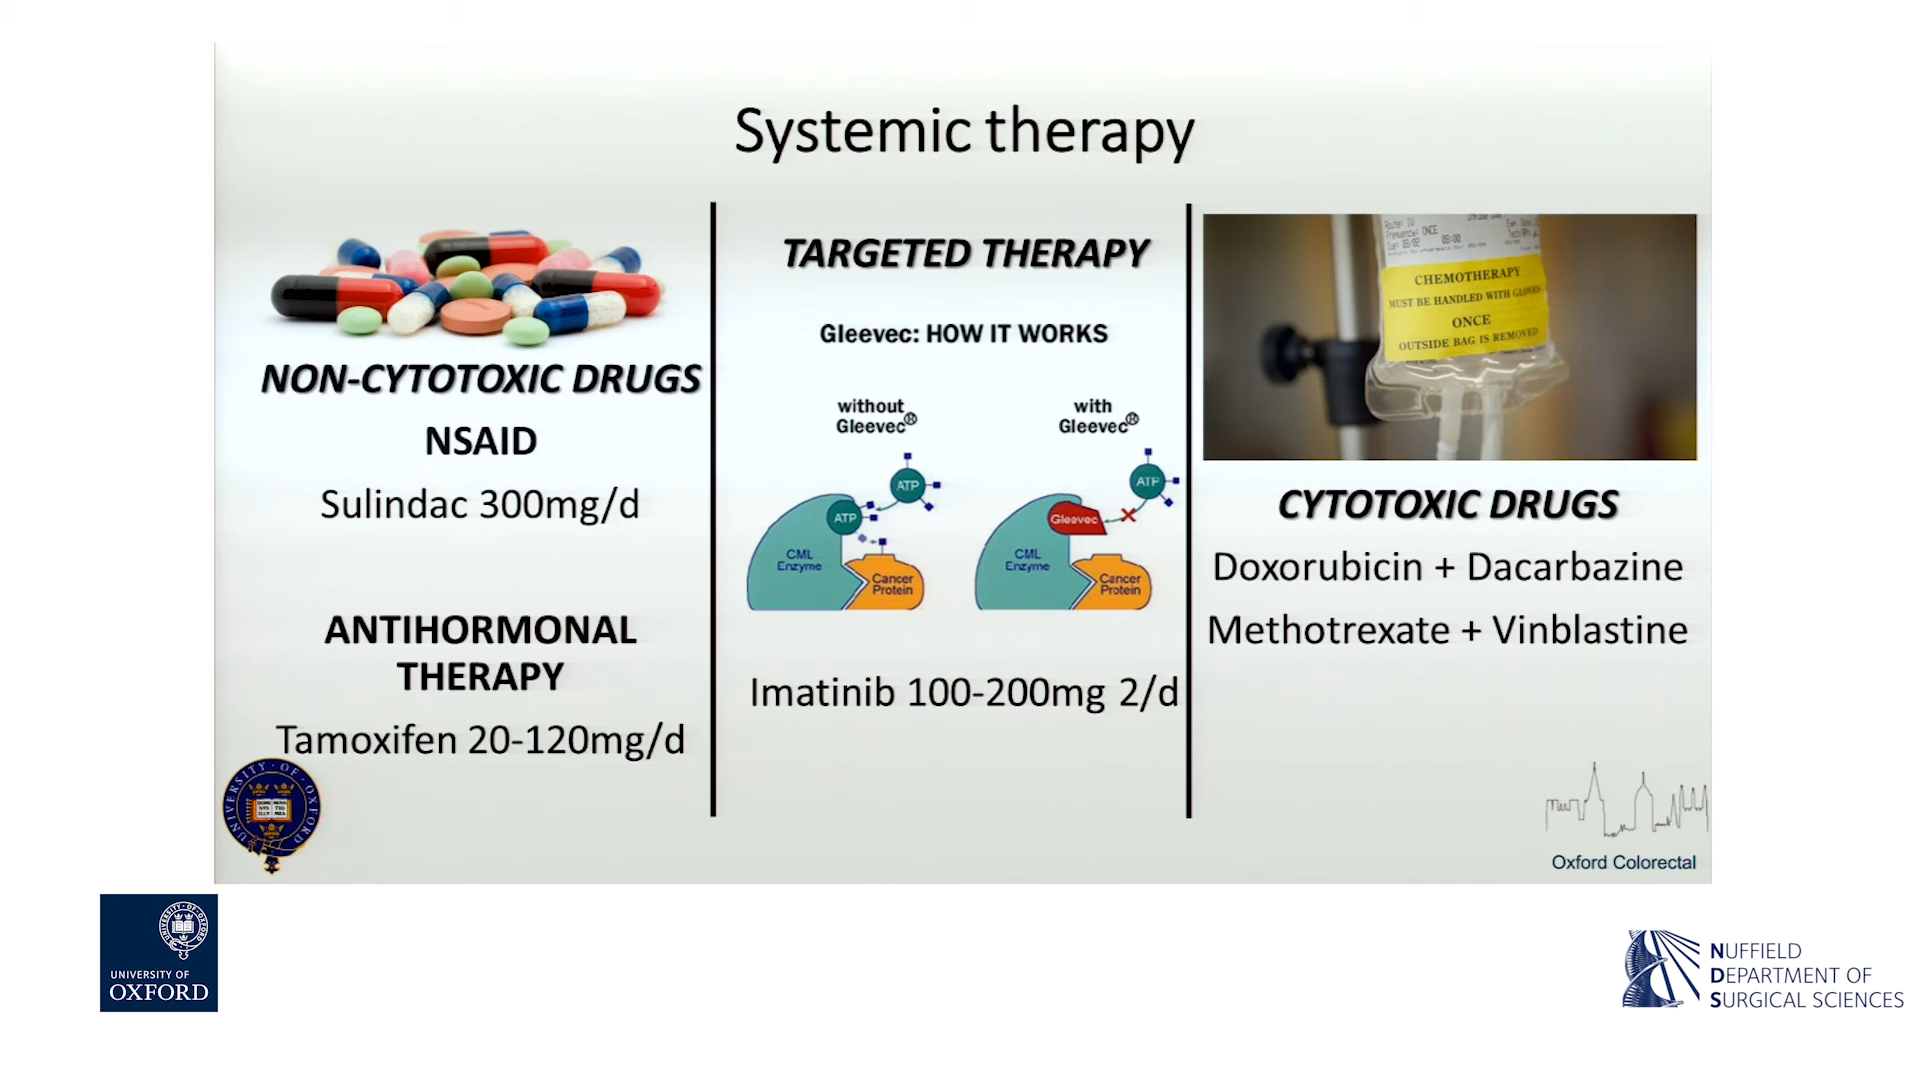 Systemic therapy
NON-CYTOTOXIC DRUGS
NSAID
Sulindac 300mg/d
ANTIHORMONAL
THERAPY
Tamoxifen 20-120mg/d
TARGETED THERAPY
Gleevec: HOW IT WORKS
without
Gleevec®
ATP
ATP
CML
Enzyme
Cancer
Protein
with
Gleevec®
ATP
Gleevec
CML
Enzyme
Cancer
Protein
Imatinib 100-200mg 2/d
CHEMOTHERAPY
MUST BE HANDLED WITH GLOVES
ONCE
OUTSIDE BAG IS REMOVED
CYTOTOXIC DRUGS
Doxorubicin + Dacarbazine
Methotrexate + Vinblastine
UNIVERSITY OF OXFORD
Oxford Colorectal
UNIVERSITY OF
OXFORD
NUFFIELD
DEPARTMENT OF
SURGICAL SCIENCES